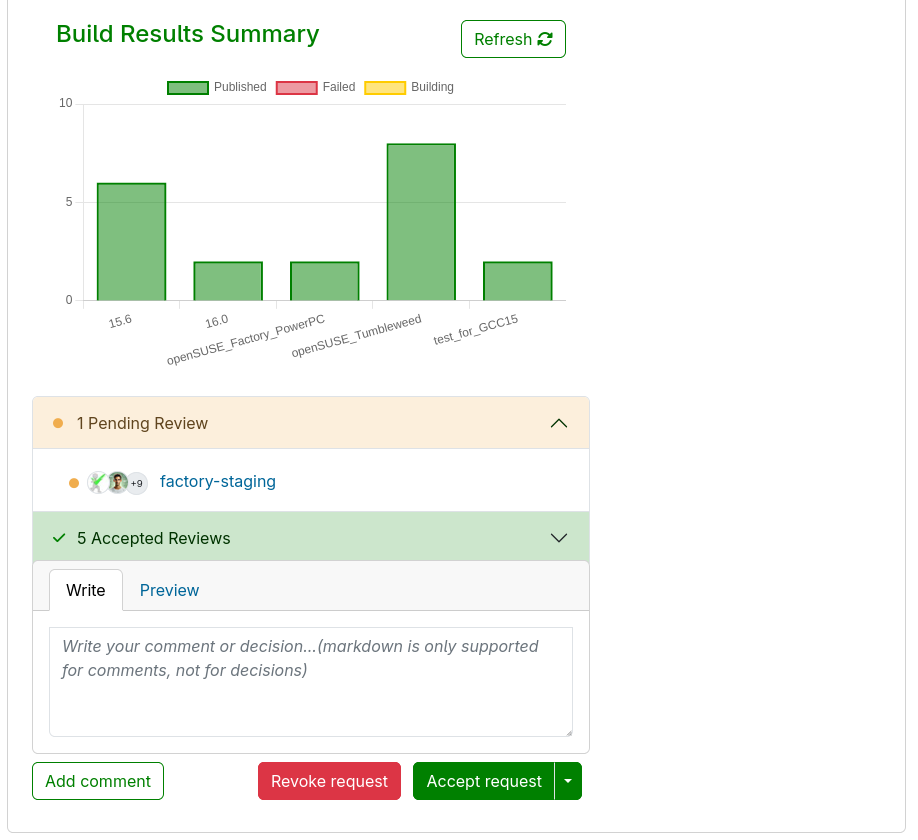 Build Results Summary
Refresh
Published Failed Building
10
5
0
15.6 16.0 openSUSE_Factory_PowerPC openSUSE_Tumbleweed test_for_GCC15
1 Pending Review
+9 factory-staging
5 Accepted Reviews
Write Preview
Write your comment or decision...(markdown is only supported
for comments, not for decisions)
Add comment Revoke request Accept request